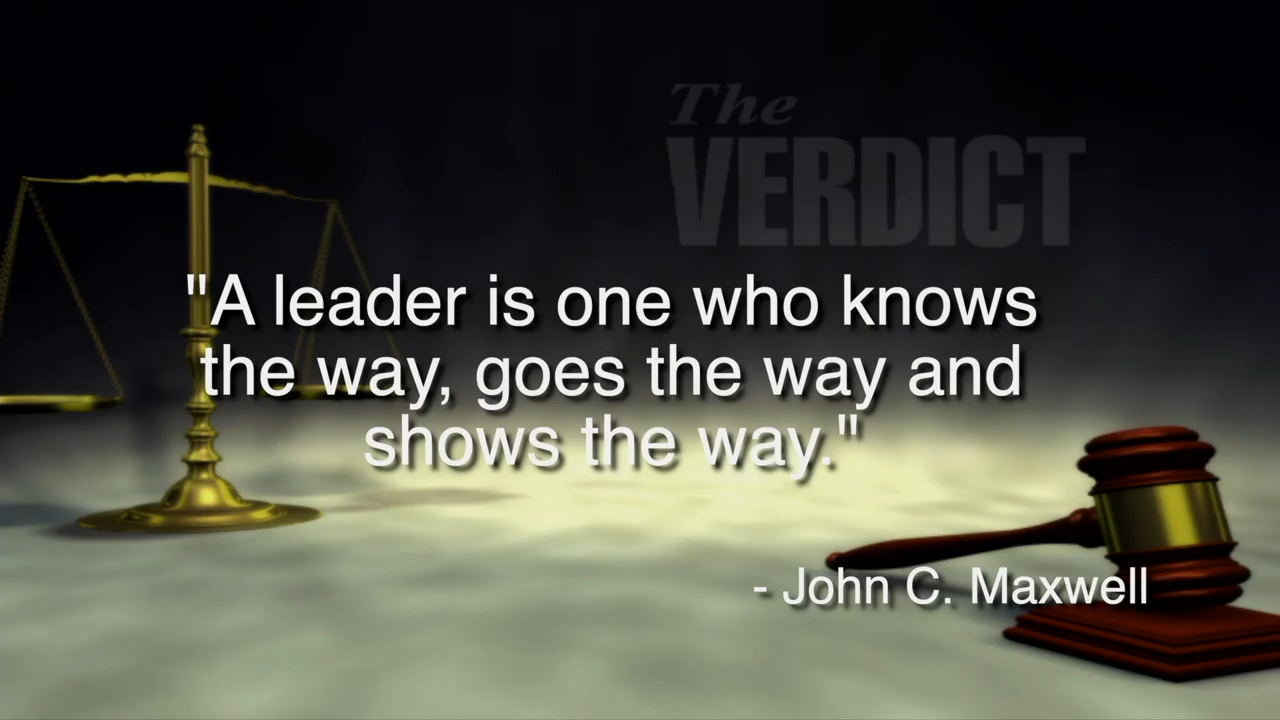 The
VERDICT
"A leader is one who knows
the way, goes the way and
shows the way."
- John C. Maxwell